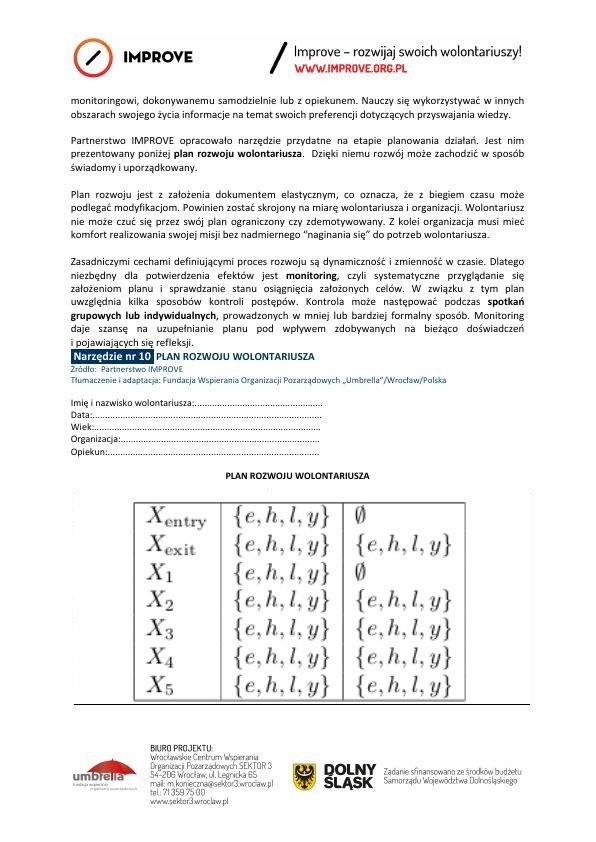 IMPROVE
Improve – rozwijaj swoich wolontariuszy!
WWW.IMPROVE.ORG.PL
monitoringowi, dokonywanemu samodzielnie lub z opiekunem. Nauczy się wykorzystywać w innych
obszarach swojego życia informacje na temat swoich preferencji dotyczących przyswajania wiedzy.
Partnerstwo IMPROVE opracowało narzędzie przydatne na etapie planowania działań. Jest nim
prezentowany poniżej plan rozwoju wolontariusza. Dzięki niemu rozwój może zachodzić w sposób
świadomy i uporządkowany.
Plan rozwoju jest z założenia dokumentem elastycznym, co oznacza, że z biegiem czasu może
podlegać modyfikacjom. Powinien zostać skrojony na miarę wolontariusza i organizacji. Wolontariusz
nie może czuć się przez swój plan ograniczony czy zdemotywowany. Z kolei organizacja musi mieć
komfort realizowania swojej misji bez nadmiernego “naginania się” do potrzeb wolontariusza.
Zasadniczymi cechami definiującymi proces rozwoju są dynamiczność i zmienność w czasie. Dlatego
niezbędny dla potwierdzenia efektów jest monitoring, czyli systematyczne przyglądanie się
założeniom planu i sprawdzanie stanu osiągnięcia założonych celów. W związku z tym plan
uwzględnia kilka sposobów kontroli postępów. Kontrola może następować podczas spotkań
grupowych lub indywidualnych, prowadzonych w mniej lub bardziej formalny sposób. Monitoring
daje szansę na uzupełnianie planu pod wpływem zdobywanych na bieżąco doświadczeń
i pojawiających się refleksji.
Narzędzie nr 10 PLAN ROZWOJU WOLONTARIUSZA
Źródło: Partnerstwo IMPROVE
Tłumaczenie i adaptacja: Fundacja Wspierania Organizacji Pozarządowych „Umbrella”/Wrocław/Polska
Imię i nazwisko wolontariusza:...............................................
Data:....................................................................................
Wiek:...................................................................................
Organizacja:.........................................................................
Opiekun:..............................................................................
PLAN ROZWOJU WOLONTARIUSZA
X_entry {e, h, l, y} ∅
X_exit {e, h, l, y} {e, h, l, y}
X_1 {e, h, l, y} ∅
X_2 {e, h, l, y} {e, h, l, y}
X_3 {e, h, l, y} {e, h, l, y}
X_4 {e, h, l, y} {e, h, l, y}
X_5 {e, h, l, y} {e, h, l, y}
umbrella
fundacja wspierania
organizacji pozarządowych
BIURO PROJEKTU:
Wrocławskie Centrum Wspierania
Organizacji Pozarządowych SEKTOR 3
54-206 Wrocław, ul. Legnicka 65
mail: m.konieczna@sektor3.wroclaw.pl
tel.: 71 359 75 00
www.sektor3.wroclaw.pl
DOLNY
ŚLĄSK
Zadanie sfinansowano ze środków budżetu
Samorządu Województwa Dolnośląskiego